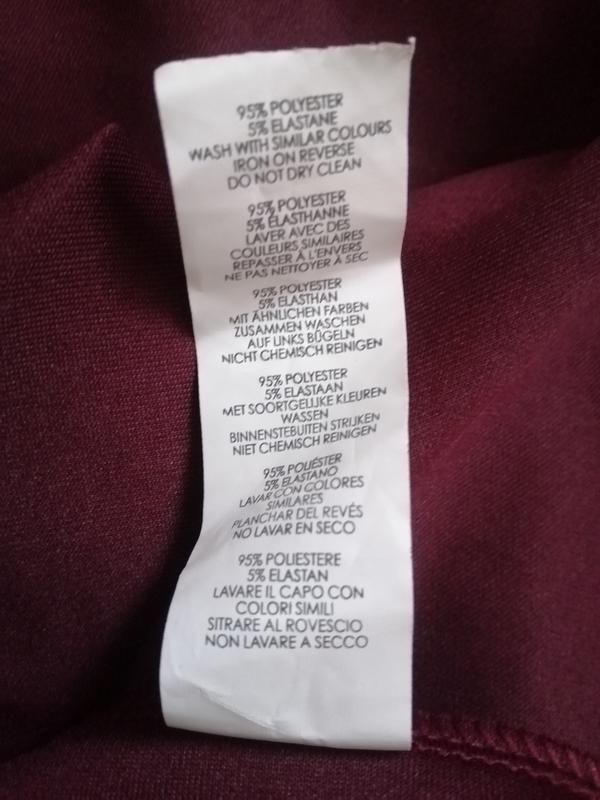 95% POLYESTER
5% ELASTANE
WASH WITH SIMILAR COLOURS
IRON ON REVERSE
DO NOT DRY CLEAN
95% POLYESTER
5% ÉLASTHANNE
LAVER AVEC DES
COULEURS SIMILAIRES
REPASSER À L'ENVERS
NE PAS NETTOYER À SEC
95% POLYESTER
5% ELASTHAN
MIT ÄHNLICHEN FARBEN
ZUSAMMEN WASCHEN
AUF LINKS BÜGELN
NICHT CHEMISCH REINIGEN
95% POLYESTER
5% ELASTAAN
MET SOORTGELIJKE KLEUREN
WASSEN
BINNENSTEBUITEN STRIJKEN
NIET CHEMISCH REINIGEN
95% POLIÉSTER
5% ELASTANO
LAVAR CON COLORES
SIMILARES
PLANCHAR DEL REVÉS
NO LAVAR EN SECO
95% POLIESTERE
5% ELASTAN
LAVARE IL CAPO CON
COLORI SIMILI
SITRARE AL ROVESCIO
NON LAVARE A SECCO